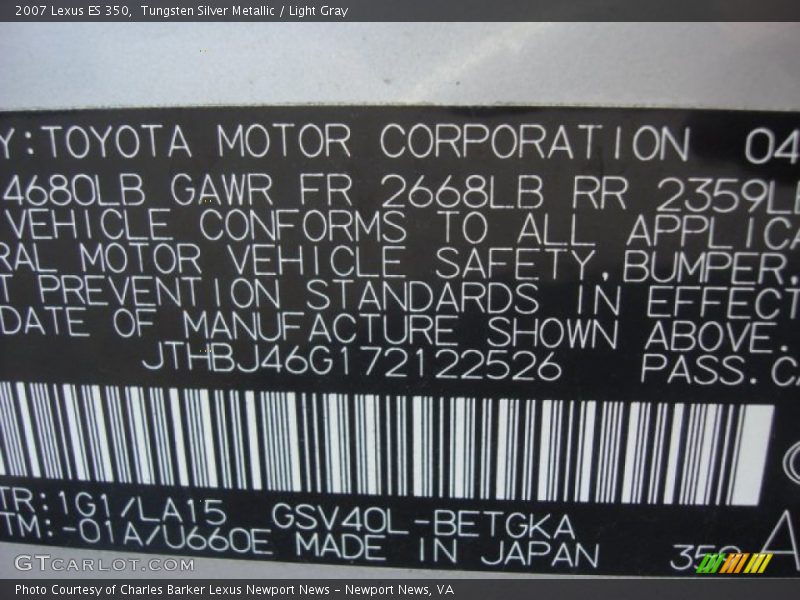 2007 Lexus ES 350,  Tungsten Silver Metallic / Light Gray
Y:TOYOTA MOTOR CORPORATION 04
4680LB GAWR FR 2668LB RR 2359LB
VEHICLE CONFORMS TO ALL APPLICA
RAL MOTOR VEHICLE SAFETY,BUMPER,
T PREVENTION STANDARDS IN EFFECT
DATE OF MANUFACTURE SHOWN ABOVE.
JTHBJ46G172122526 PASS.CA
TR:1G1/LA15 GSV40L-BETGKA
TM:-01A/U660E MADE IN JAPAN
GTCARLOT.COM
Photo Courtesy of Charles Barker Lexus Newport News – Newport News, VA